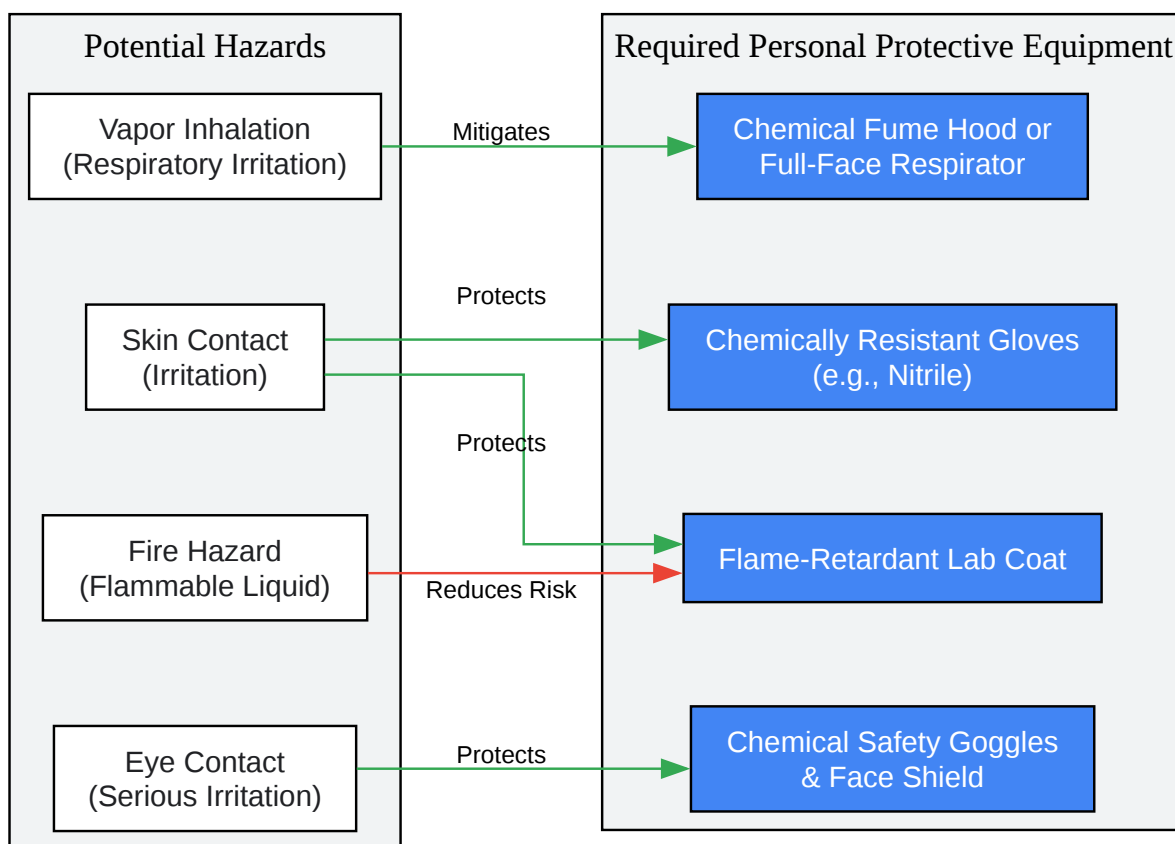 Potential Hazards
Required Personal Protective Equipment
Vapor Inhalation
(Respiratory Irritation)
Mitigates
Chemical Fume Hood or
Full-Face Respirator
Skin Contact
(Irritation)
Protects
Chemically Resistant Gloves
(e.g., Nitrile)
Protects
Fire Hazard
(Flammable Liquid)
Reduces Risk
Flame-Retardant Lab Coat
Eye Contact
(Serious Irritation)
Protects
Chemical Safety Goggles
& Face Shield